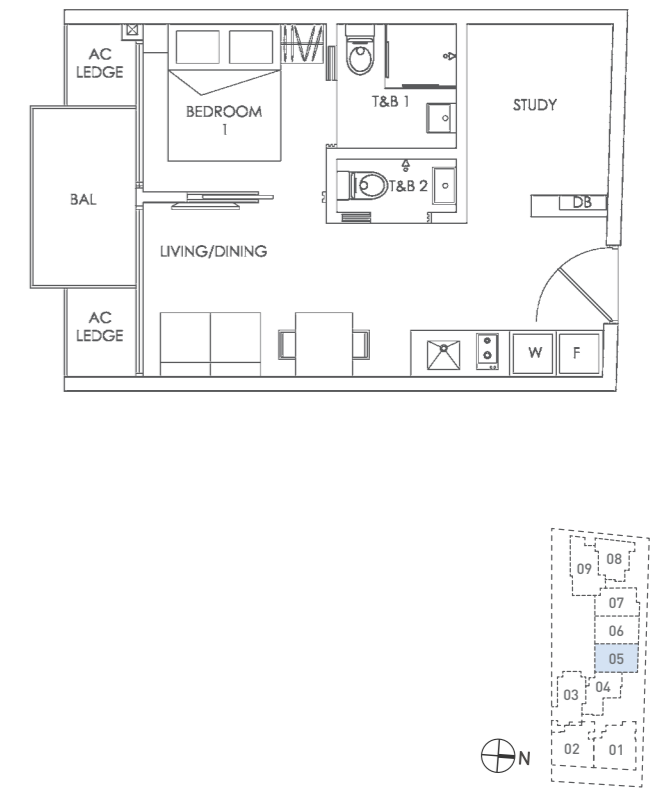 AC
LEDGE
BEDROOM
1
T&B 1
STUDY
BAL
T&B 2
DB
LIVING/DINING
AC
LEDGE
W
F
08
09
07
06
05
04
03
02
01
N